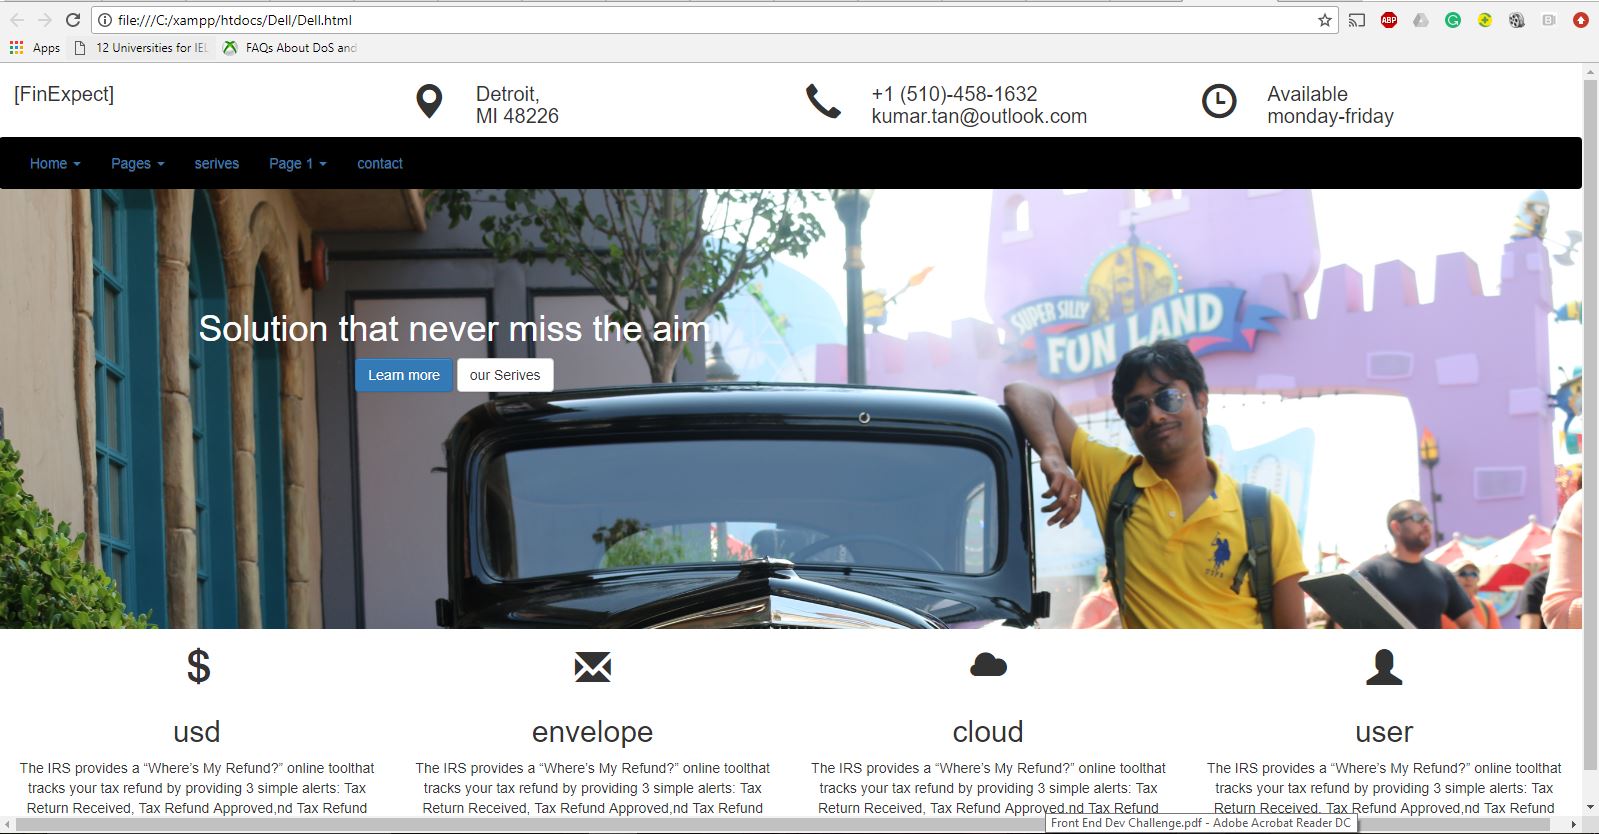 file:///C:/xampp/htdocs/Dell/Dell.html
ABP
Apps
12 Universities for IEL
FAQs About DoS and
[FinExpect]
Detroit,
MI 48226
+1 (510)-458-1632
kumar.tan@outlook.com
Available
monday-friday
Home
Pages
serives
Page 1
contact
SUPER SILLY
FUN LAND
Solution that never miss the aim
Learn more
our Serives
usd
envelope
cloud
user
The IRS provides a “Where’s My Refund?” online toolthat
tracks your tax refund by providing 3 simple alerts: Tax
Return Received, Tax Refund Approved,nd Tax Refund
The IRS provides a “Where’s My Refund?” online toolthat
tracks your tax refund by providing 3 simple alerts: Tax
Return Received, Tax Refund Approved,nd Tax Refund
The IRS provides a “Where’s My Refund?” online toolthat
tracks your tax refund by providing 3 simple alerts: Tax
Return Received, Tax Refund Approved,nd Tax Refund
The IRS provides a “Where’s My Refund?” online toolthat
tracks your tax refund by providing 3 simple alerts: Tax
Return Received, Tax Refund Approved,nd Tax Refund
Front End Dev Challenge.pdf - Adobe Acrobat Reader DC